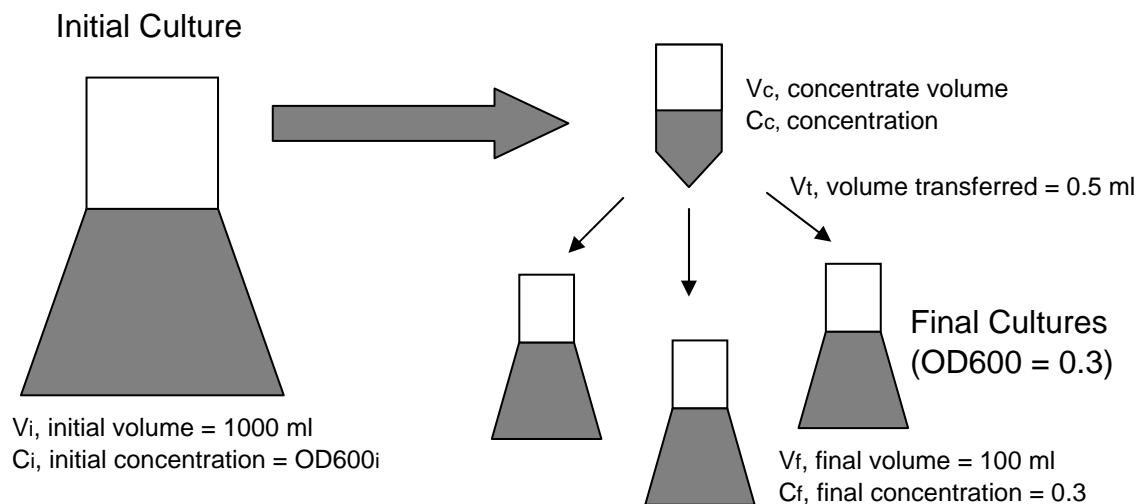 Initial Culture
Vc, concentrate volume
Cc, concentration
Vt, volume transferred = 0.5 ml
Final Cultures
(OD600 = 0.3)
Vi, initial volume = 1000 ml
Ci, initial concentration = OD600i
Vf, final volume = 100 ml
Cf, final concentration = 0.3